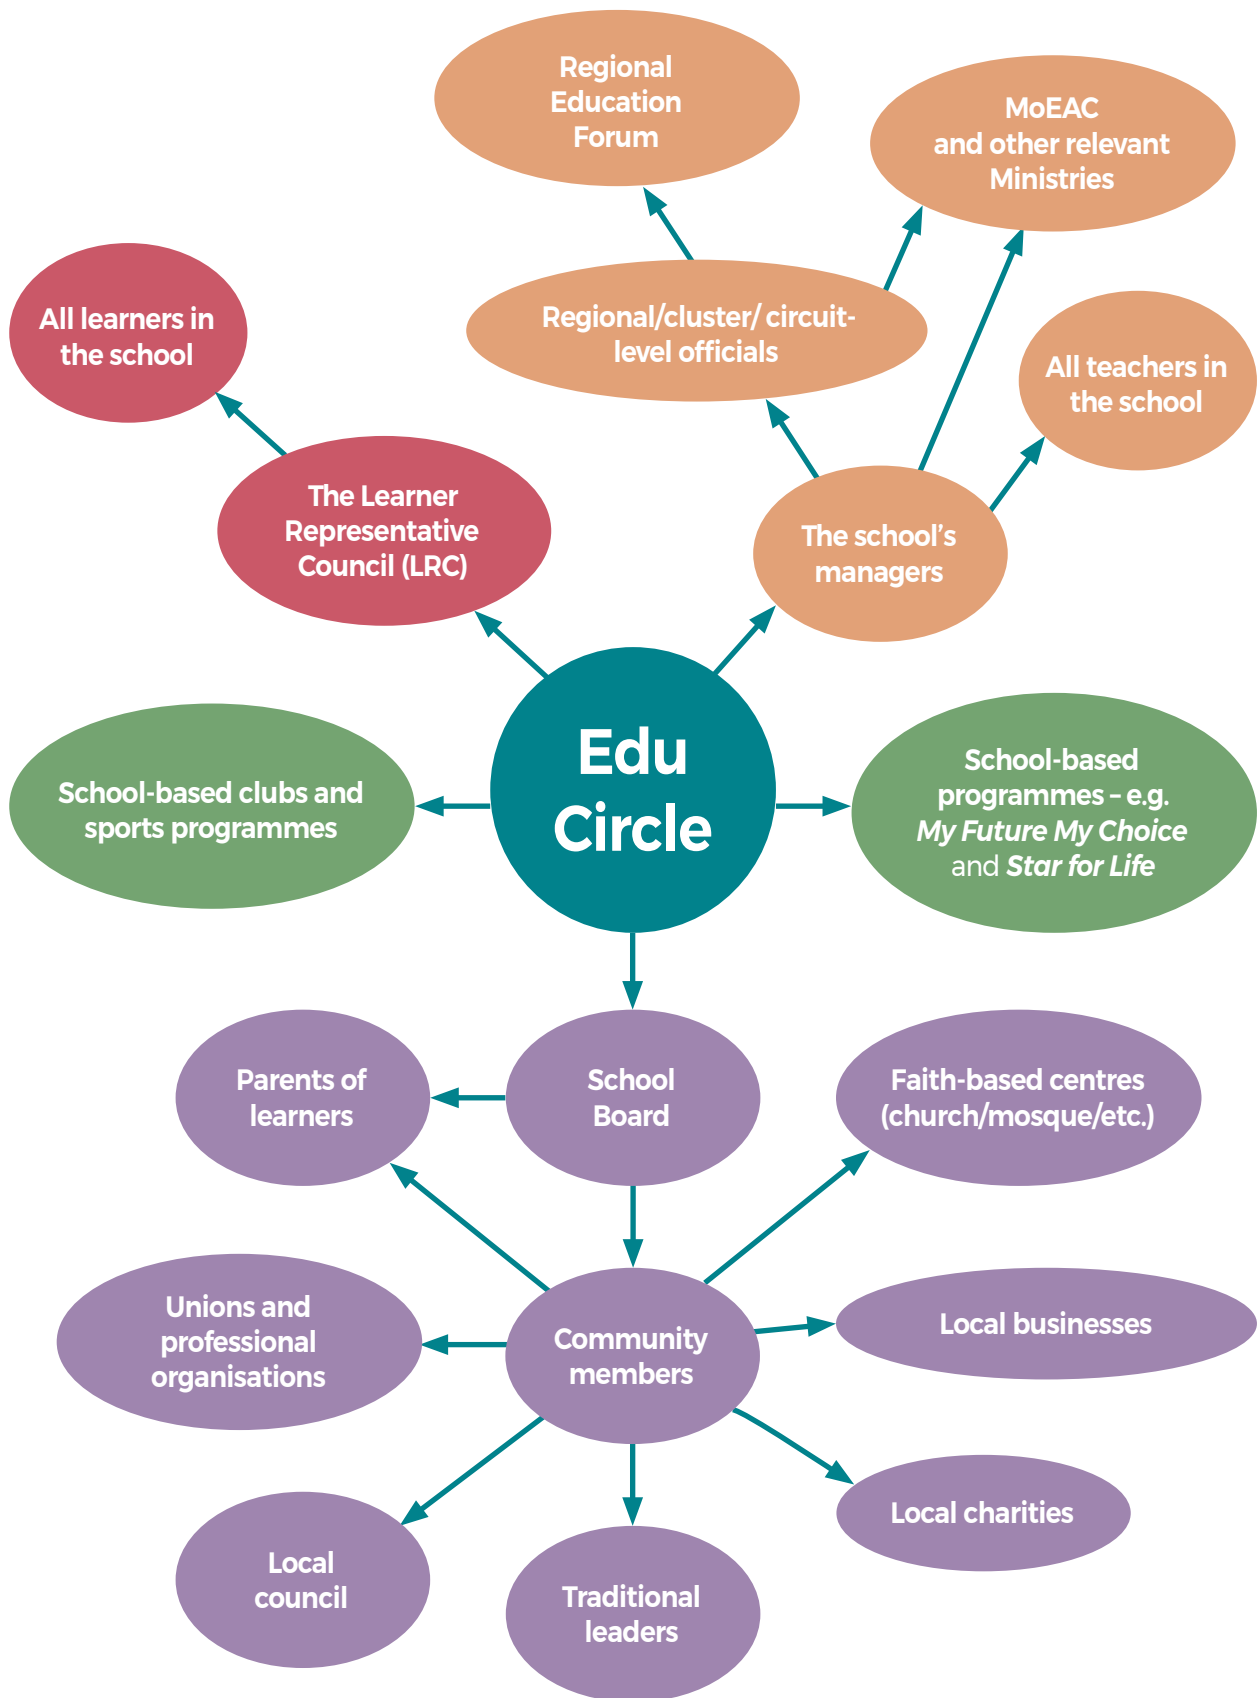 Regional
Education
Forum
MoEAC
and other relevant
Ministries
All learners in
the school
Regional/cluster/ circuit-
level officials
All teachers in
the school
The Learner
Representative
Council (LRC)
The school’s
managers
Edu
Circle
School-based clubs and
sports programmes
School-based
programmes – e.g.
My Future My Choice
and Star for Life
Parents of
learners
School
Board
Faith-based centres
(church/mosque/etc.)
Unions and
professional
organisations
Community
members
Local businesses
Local charities
Local
council
Traditional
leaders